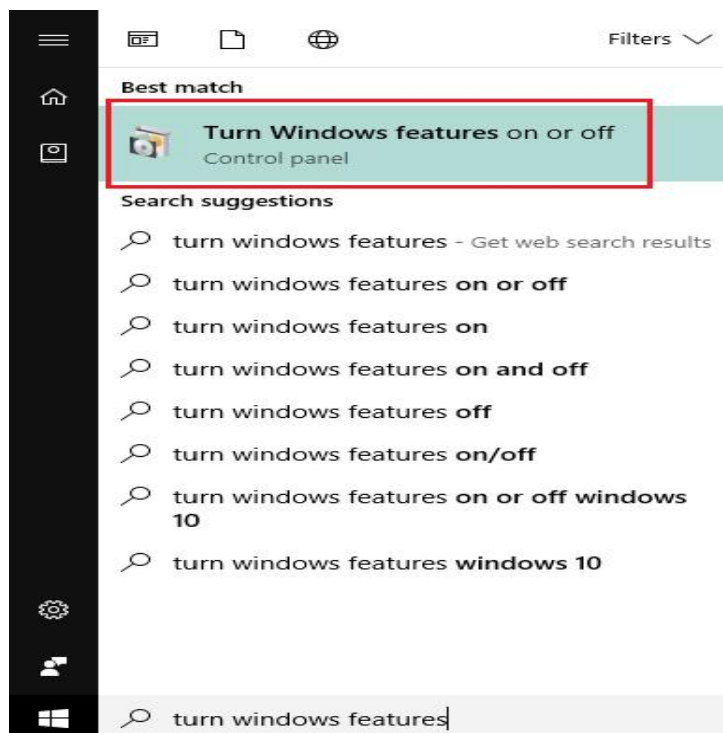 Filters
Best match
Turn Windows features on or off
Control panel
Search suggestions
turn windows features - Get web search results
turn windows features on or off
turn windows features on
turn windows features on and off
turn windows features off
turn windows features on/off
turn windows features on or off windows
10
turn windows features windows 10
turn windows features